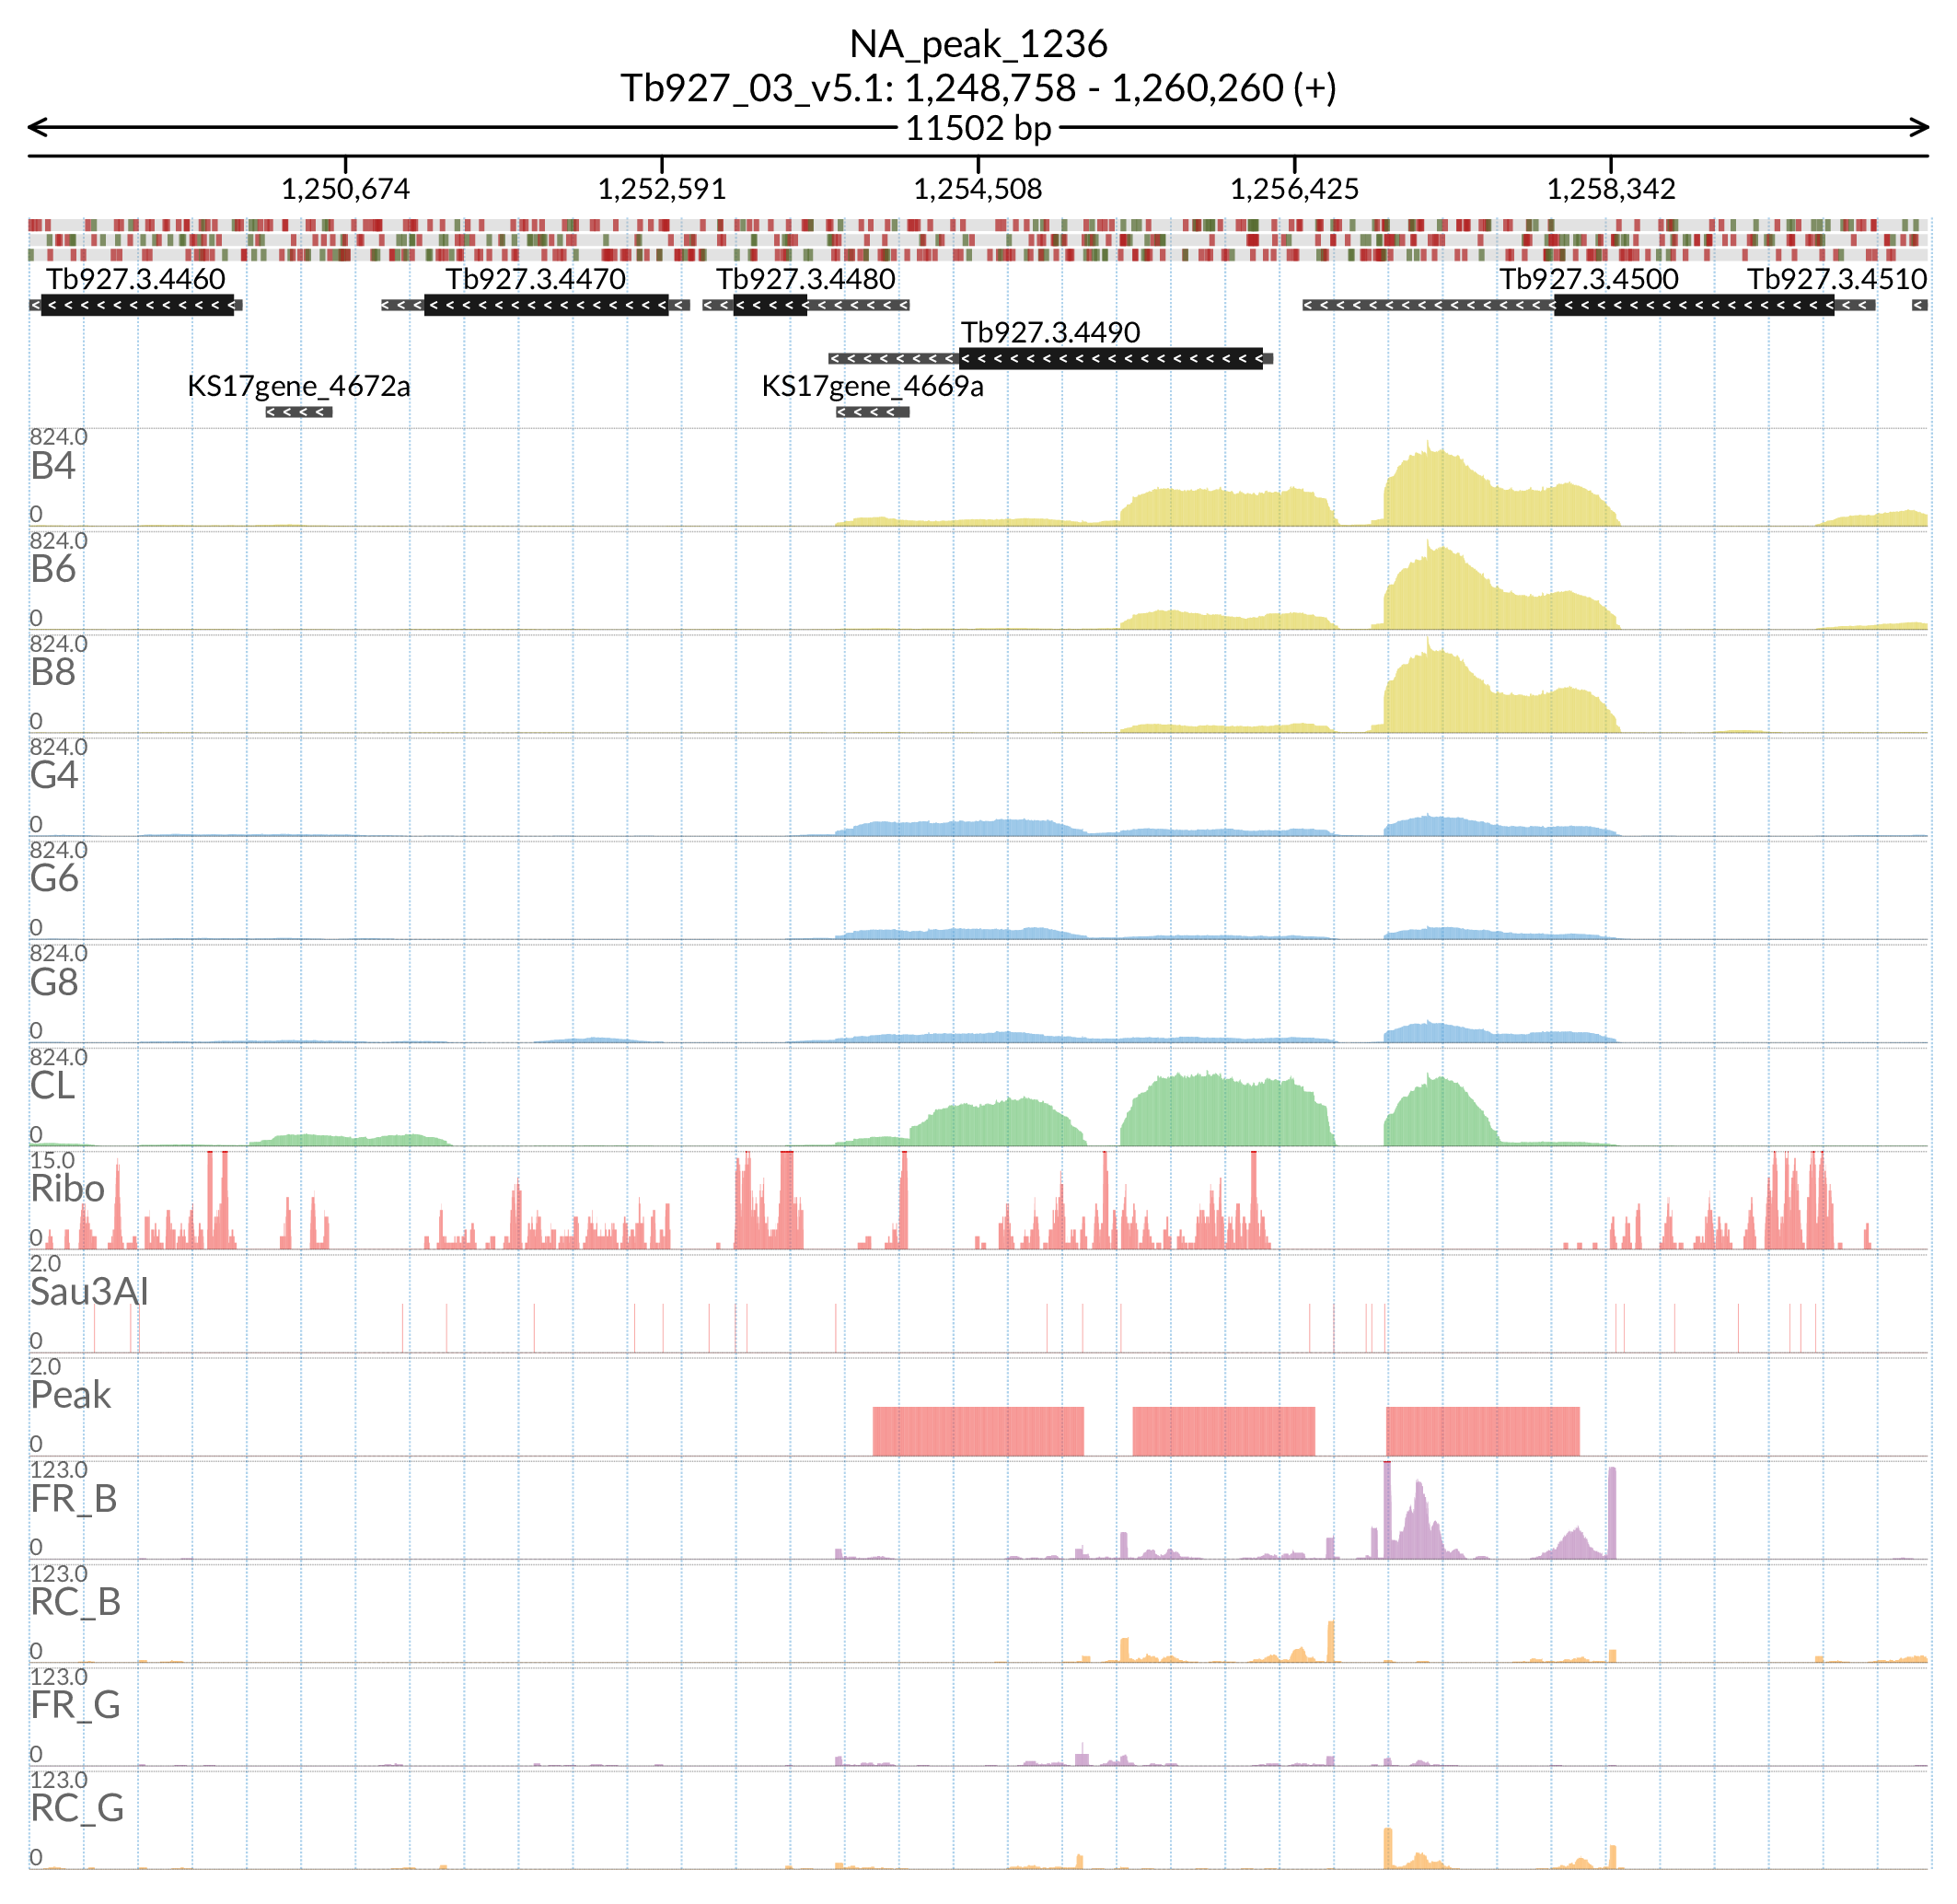 NA_peak_1236
Tb927_03_v5.1: 1,248,758 - 1,260,260 (+)
11502 bp
1,250,674 1,252,591 1,254,508 1,256,425 1,258,342
Tb927.3.4460 Tb927.3.4470 Tb927.3.4480 Tb927.3.4500 Tb927.3.4510
Tb927.3.4490
KS17gene_4672a KS17gene_4669a
824.0
B4
0
824.0
B6
0
824.0
B8
0
824.0
G4
0
824.0
G6
0
824.0
G8
0
824.0
CL
0
15.0
Ribo
0
2.0
Sau3AI
0
2.0
Peak
0
123.0
FR_B
0
123.0
RC_B
0
123.0
FR_G
0
123.0
RC_G
0